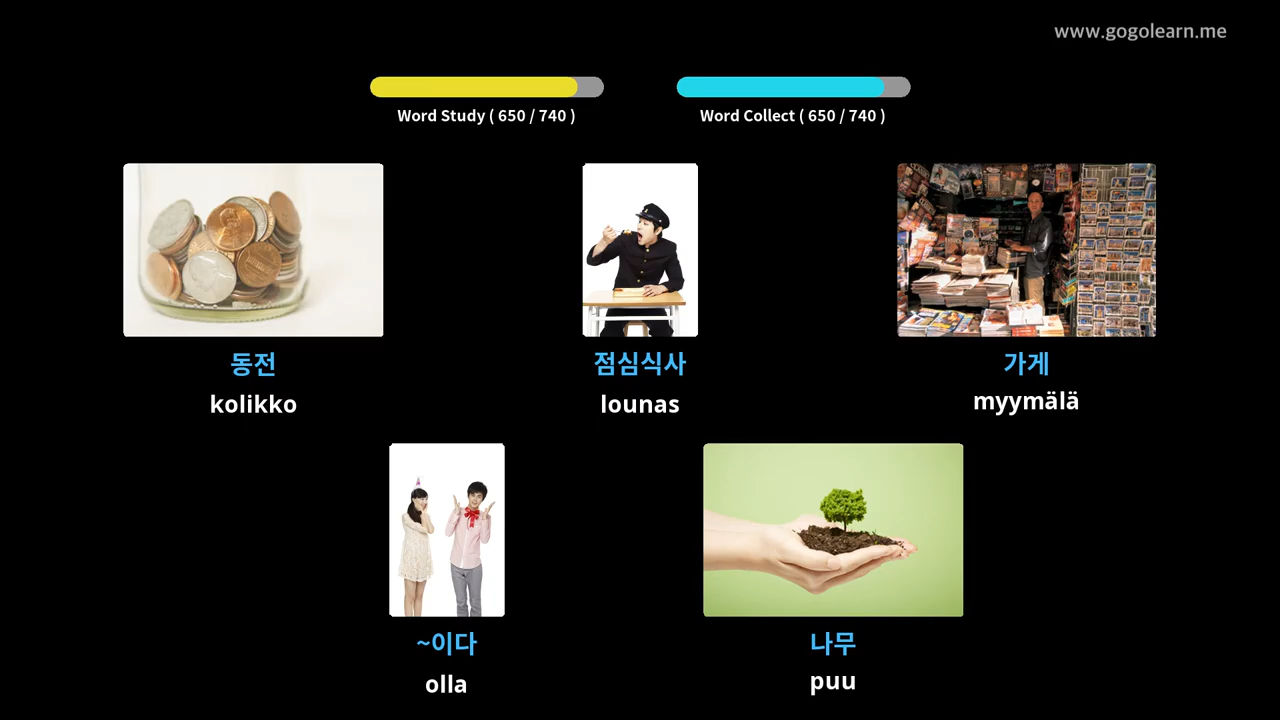 www.gogolearn.me
Word Study ( 650 / 740 )
Word Collect ( 650 / 740 )
동전
kolikko
점심식사
lounas
가게
myymälä
~이다
olla
나무
puu